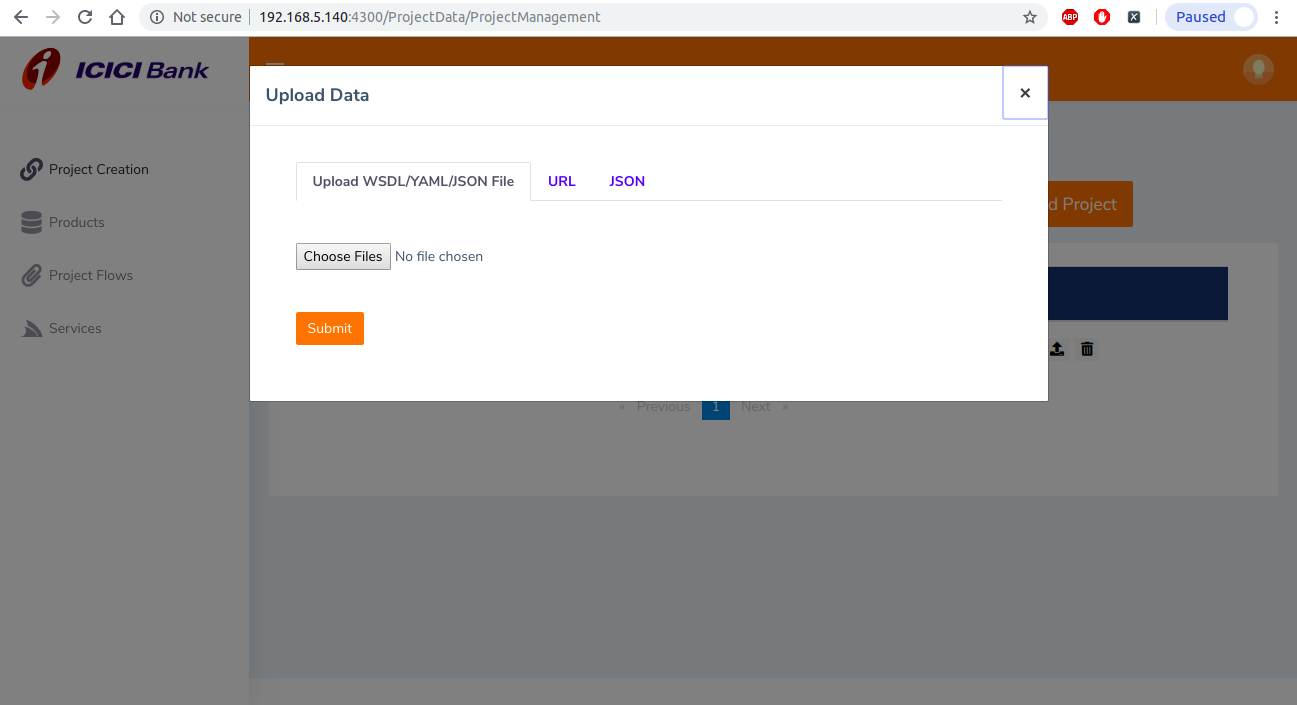 Not secure
192.168.5.140:4300/ProjectData/ProjectManagement
ABP
Paused
ICICI Bank
Upload Data
×
Project Creation
Products
Project Flows
Services
Upload WSDL/YAML/JSON File
URL
JSON
d Project
Choose Files No file chosen
Submit
« Previous 1 Next »